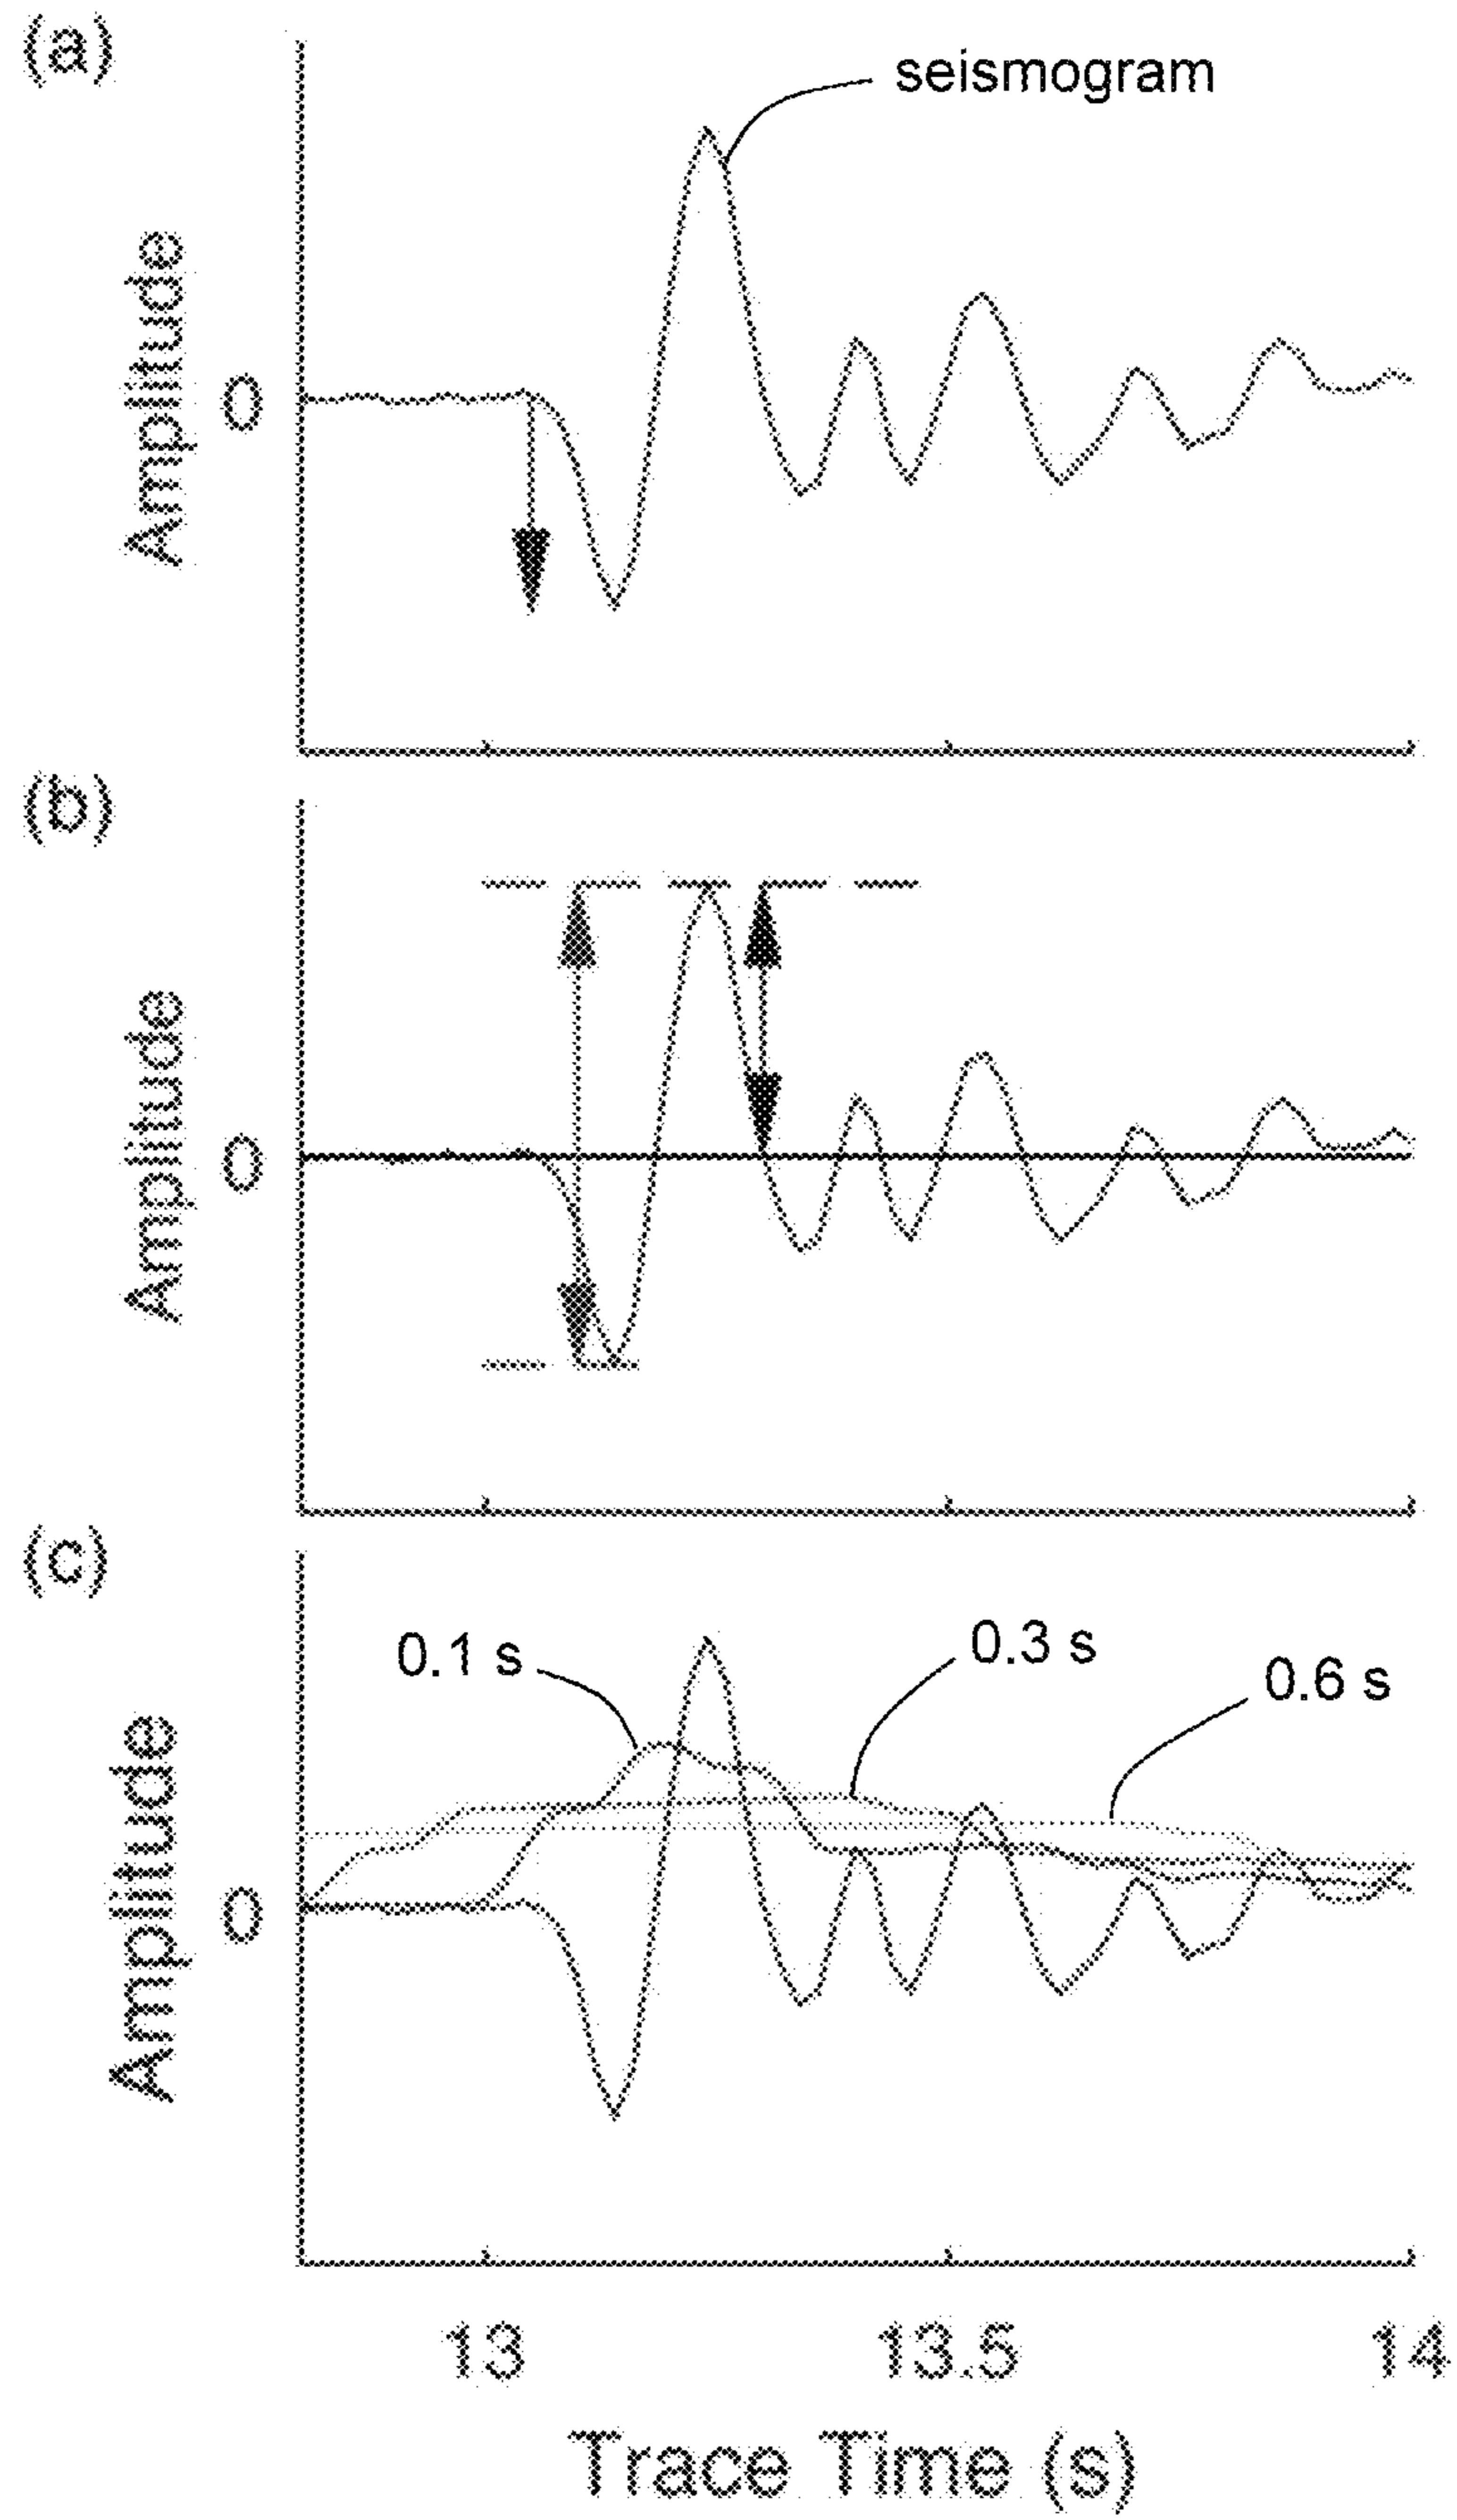 (a)
seismogram
Amplitude
0
(b)
Amplitude
0
(c)
0.1 s
0.3 s
0.6 s
Amplitude
0
13 13.5 14
Trace Time (s)